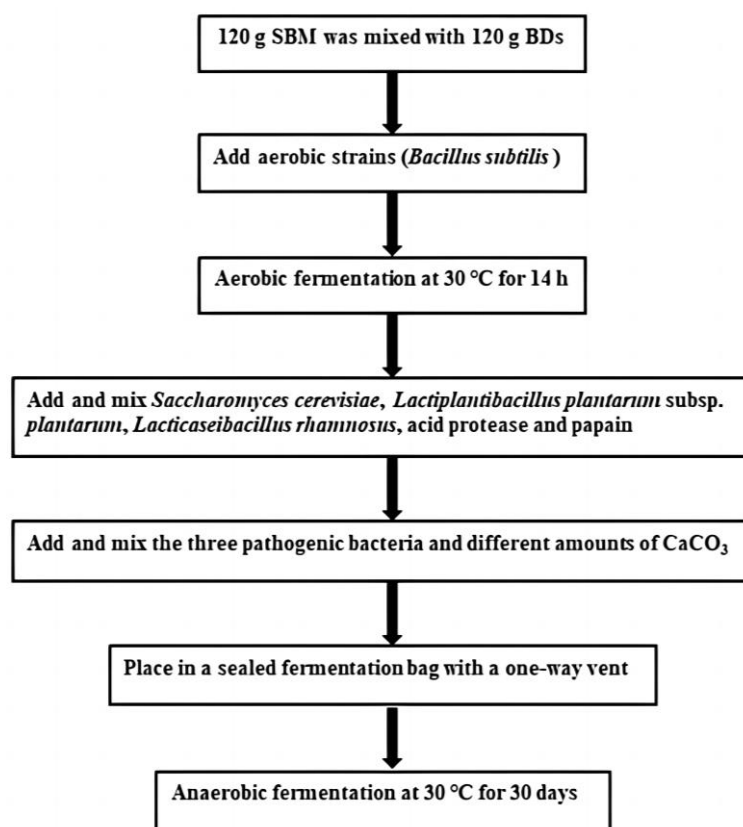 120 g SBM was mixed with 120 g BDs
Add aerobic strains (Bacillus subtilis )
Aerobic fermentation at 30 °C for 14 h
Add and mix Saccharomyces cerevisiae, Lactiplantibacillus plantarum subsp.
plantarum, Lacticaseibacillus rhamnosus, acid protease and papain
Add and mix the three pathogenic bacteria and different amounts of CaCO₃
Place in a sealed fermentation bag with a one-way vent
Anaerobic fermentation at 30 °C for 30 days